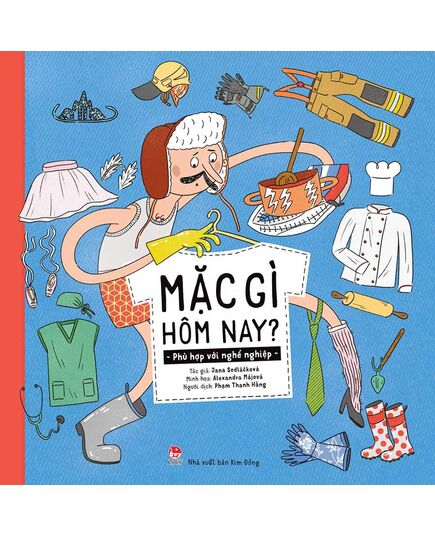 MẶC GÌ
HÔM NAY?
~ Phù hợp với nghề nghiệp ~
Tác giả: Jana Sedláčková
Minh họa: Alexandra Májová
Người dịch: Phạm Thanh Hằng
Nhà xuất bản Kim Đồng